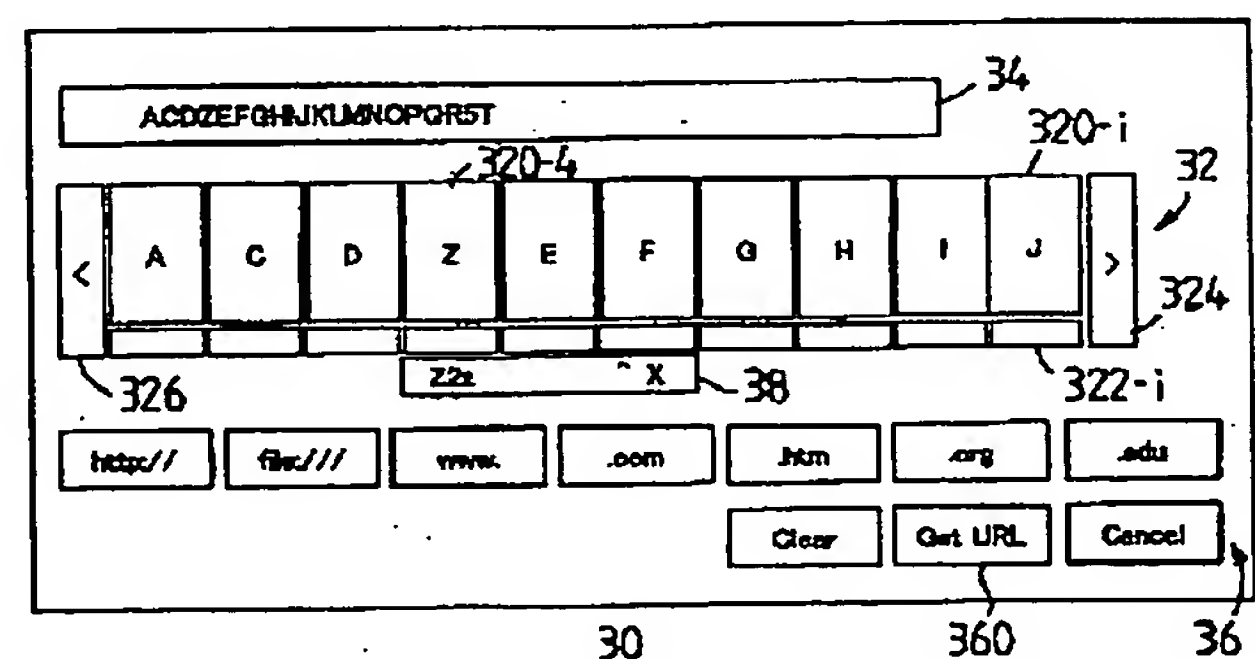 ACDZEFGHIJKLMNOPQRST
34
320-4
320-i
32
< A C D Z E F G H I J >
324
326
Z2z ^ X
38
322-i
http:// file:/// www. .com .htm .org .edu
Clear Get URL Cancel
30
360
36